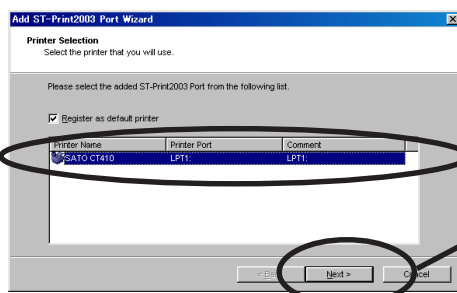 Add ST-Print2003 Port Wizard
Printer Selection
Select the printer that you will use.
Please select the added ST-Print2003 Port from the following list.
Register as default printer
Printer Name Printer Port Comment
SATO CT410 LPT1: LPT1:
Next > Cancel